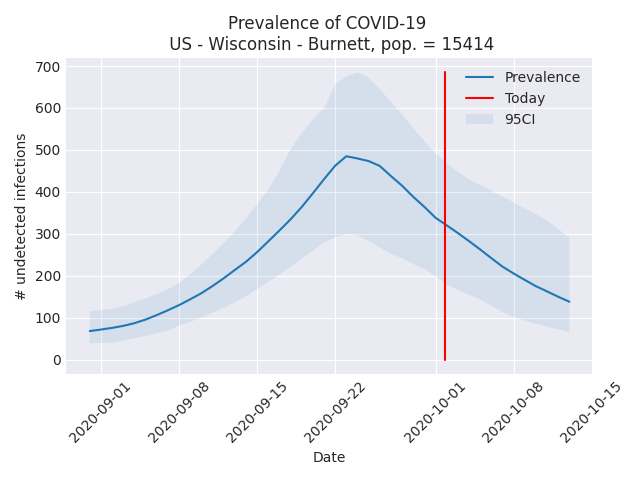 Prevalence of COVID-19
US - Wisconsin - Burnett, pop. = 15414
700
600
500
400
300
200
100
0
# undetected infections
Prevalence
Today
95CI
2020-09-01
2020-09-08
2020-09-15
2020-09-22
2020-10-01
2020-10-08
2020-10-15
Date